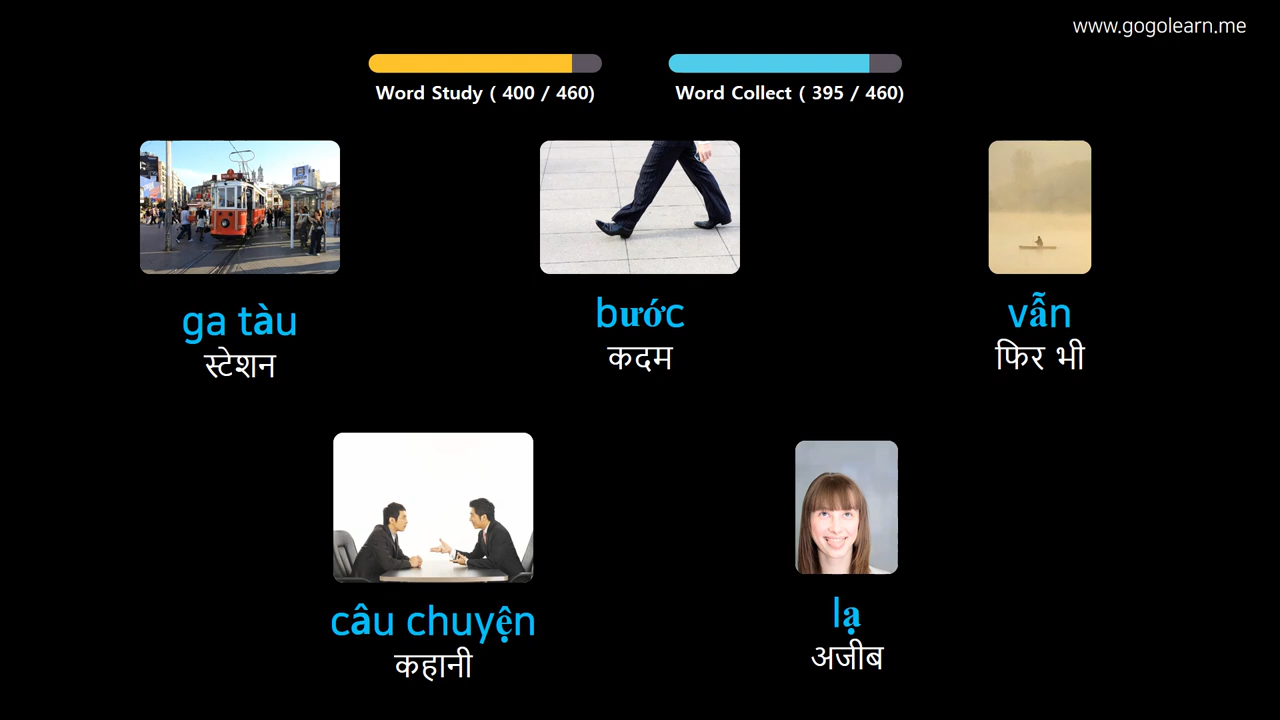 www.gogolearn.me
Word Study ( 400 / 460)
Word Collect ( 395 / 460)
ga tàu
स्टेशन
bước
कदम
vẫn
फिर भी
câu chuyện
कहानी
lạ
अजीब